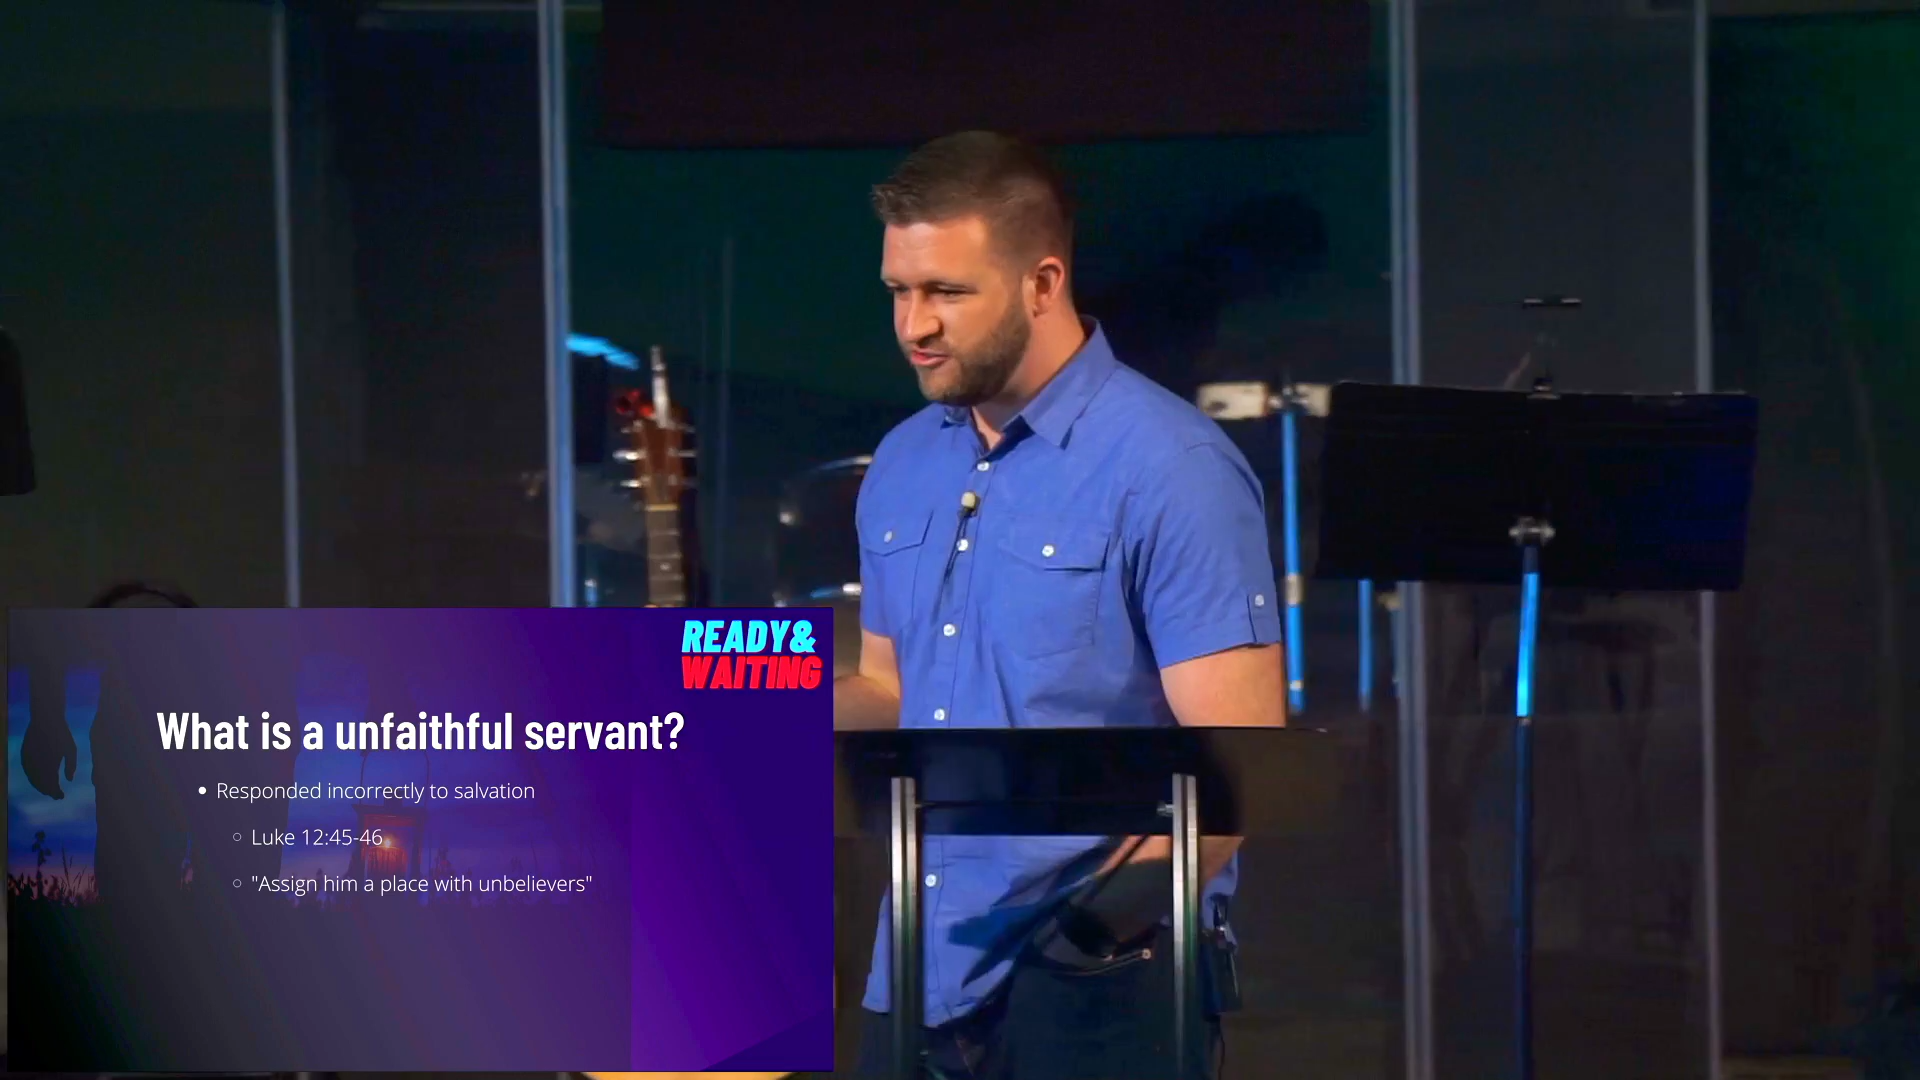 READY&
WAITING
What is a unfaithful servant?
Responded incorrectly to salvation
Luke 12:45-46
"Assign him a place with unbelievers"